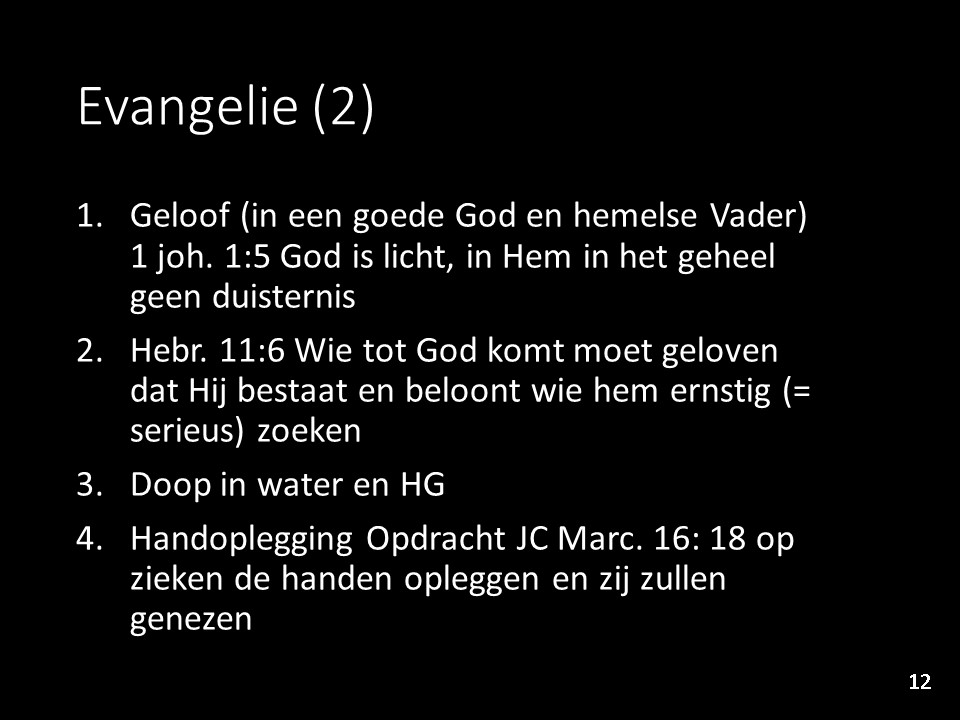 Evangelie (2)
1. Geloof (in een goede God en hemelse Vader)
1 joh. 1:5 God is licht, in Hem in het geheel
geen duisternis
2. Hebr. 11:6 Wie tot God komt moet geloven
dat Hij bestaat en beloont wie hem ernstig (=
serieus) zoeken
3. Doop in water en HG
4. Handoplegging Opdracht JC Marc. 16: 18 op
zieken de handen opleggen en zij zullen
genezen
12